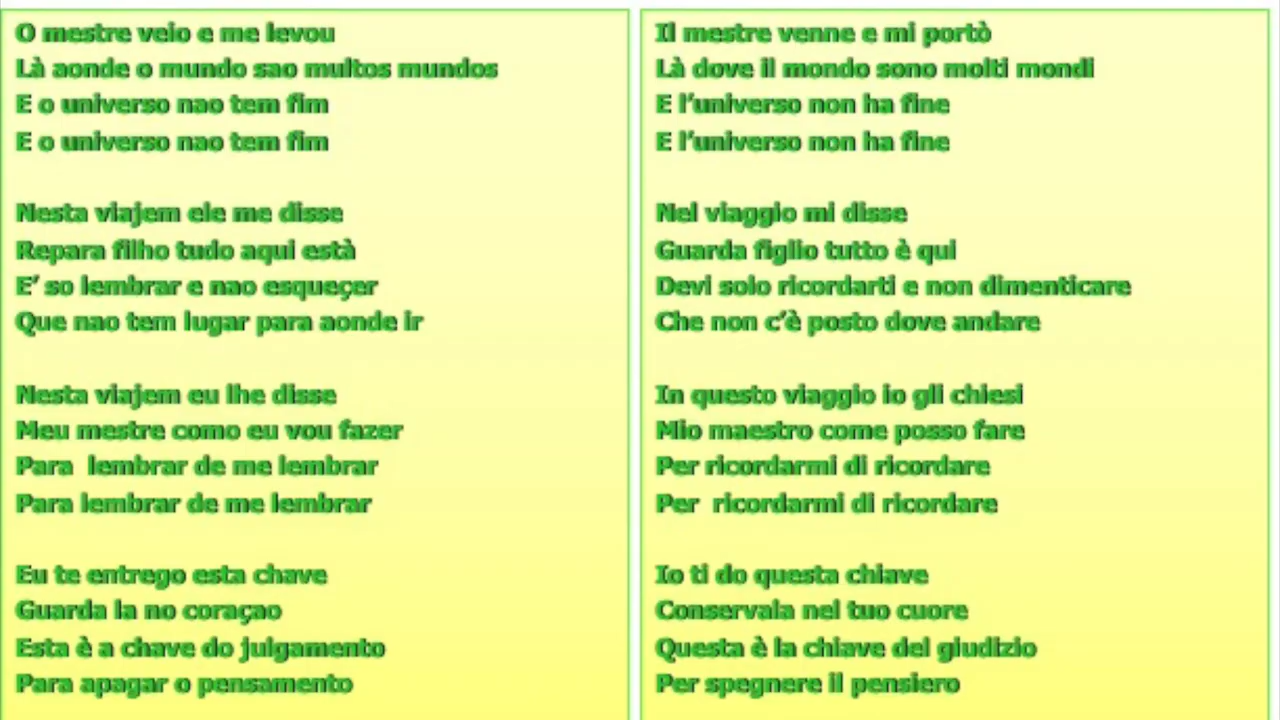 O mestre veio e me levou
Là aonde o mundo sao multos mundos
E o universo nao tem fim
E o universo nao tem fim
Nesta viajem ele me disse
Repara filho tudo aqui està
E’ so lembrar e nao esqueçer
Que nao tem lugar para aonde ir
Nesta viajem eu lhe disse
Meu mestre como eu vou fazer
Para lembrar de me lembrar
Para lembrar de me lembrar
Eu te entrego esta chave
Guarda la no coraçao
Esta è a chave do julgamento
Para apagar o pensamento
Il mestre venne e mi portò
Là dove il mondo sono molti mondi
E l’universo non ha fine
E l’universo non ha fine
Nel viaggio mi disse
Guarda figlio tutto è qui
Devi solo ricordarti e non dimenticare
Che non c’è posto dove andare
In questo viaggio io gli chiesi
Mio maestro come posso fare
Per ricordarmi di ricordare
Per ricordarmi di ricordare
Io ti do questa chiave
Conservala nel tuo cuore
Questa è la chiave del giudizio
Per spegnere il pensiero